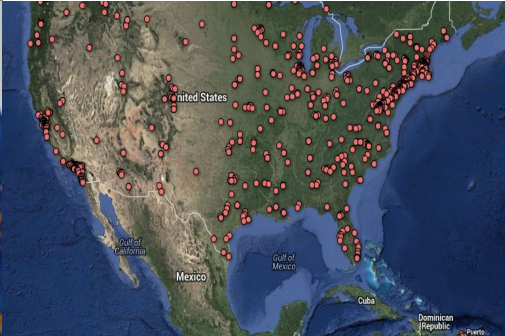 United States
Gulf of
California
Mexico
Gulf of
Mexico
Cuba
Dominican
Republic
Puerto